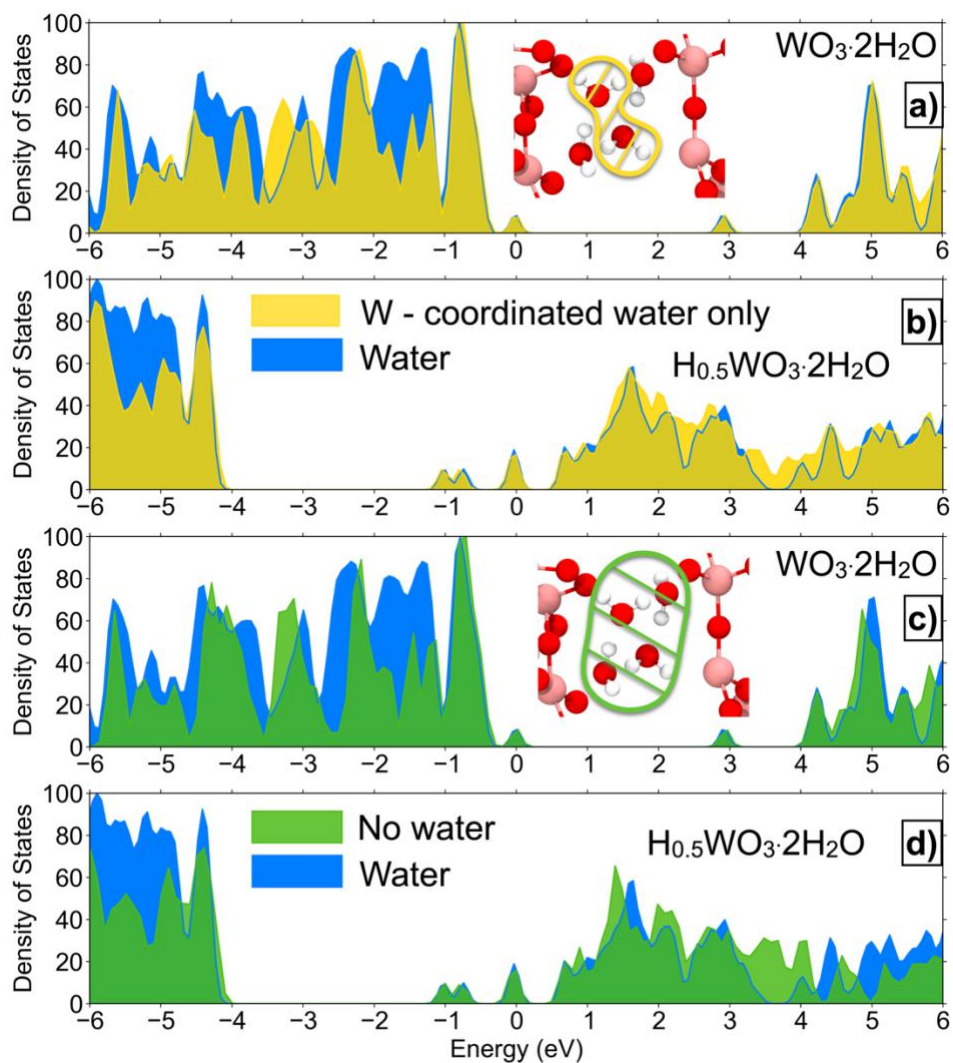 Density of States
100
80
60
40
20
0
WO₃·2H₂O
a)
−6 −5 −4 −3 −2 −1 0 1 2 3 4 5 6
Density of States
100
80
60
40
20
0
W - coordinated water only
Water
b)
H₀.₅WO₃·2H₂O
−6 −5 −4 −3 −2 −1 0 1 2 3 4 5 6
Density of States
100
80
60
40
20
0
WO₃·2H₂O
c)
−6 −5 −4 −3 −2 −1 0 1 2 3 4 5 6
Density of States
100
80
60
40
20
0
No water
Water
H₀.₅WO₃·2H₂O
d)
−6 −5 −4 −3 −2 −1 0 1 2 3 4 5 6
Energy (eV)